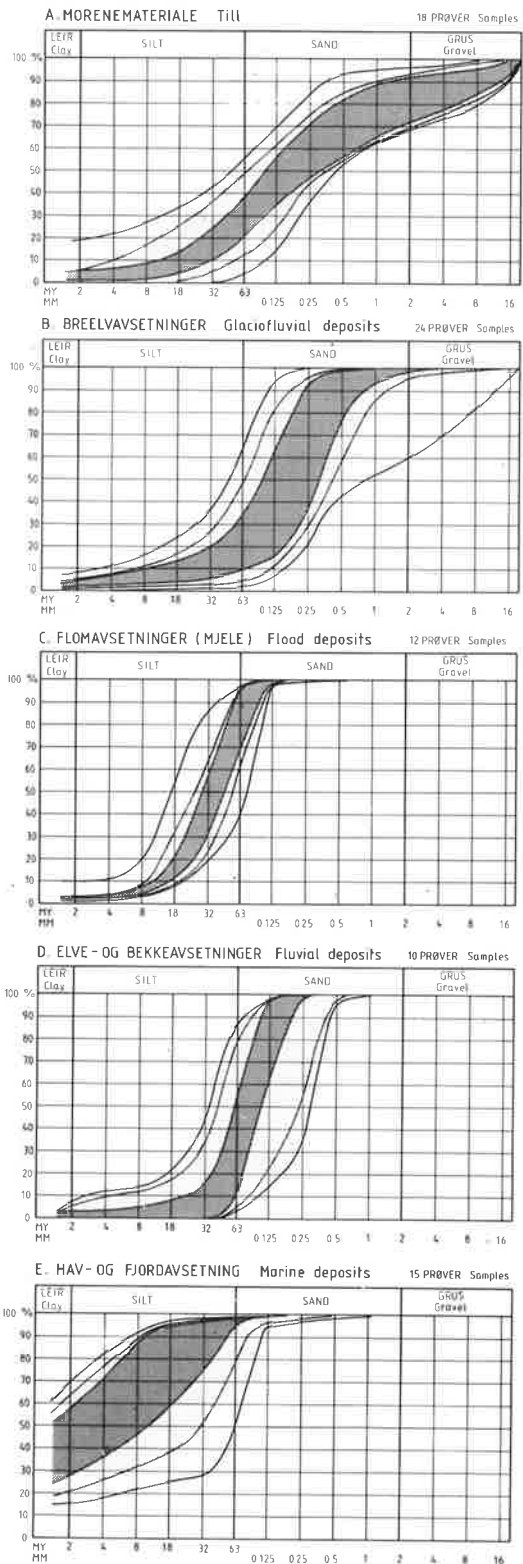 A. MORENEMATERIALE Till 18 PRØVER Samples
LEIR SILT SAND GRUS
Clay Gravel
100 %
90
80
70
60
50
40
30
20
10
0
MY 2 4 8 18 32 63
MM 0 125 0 25 0 5 1 2 4 8 16
B. BREELVAVSETNINGER Glaciofluvial deposits 24 PRØVER Samples
LEIR SILT SAND GRUS
Clay Gravel
100 %
90
80
70
60
50
40
30
20
10
0
MY 2 4 8 18 32 63
MM 0 125 0 25 0 5 1 2 4 8 16
C. FLOMAVSETNINGER (MJELE) Flood deposits 12 PRØVER Samples
LEIR SILT SAND GRUS
Clay Gravel
100 %
90
80
70
60
50
40
30
20
10
0
MY 2 4 8 18 32 63
MM 0 125 0 25 0 5 1 2 4 8 16
D. ELVE-OG BEKKEAVSETNINGER Fluvial deposits 10 PRØVER Samples
LEIR SILT SAND GRUS
Clay Gravel
100 %
90
80
70
60
50
40
30
20
10
0
MY 2 4 8 18 32 63
MM 0 125 0 25 0 5 1 2 4 8 16
E. HAV-OG FJORDAVSETNING Marine deposits 15 PRØVER Samples
LEIR SILT SAND GRUS
Clay Gravel
100 %
90
80
70
60
50
40
30
20
10
0
MY 2 4 8 18 32 63
MM 0 125 0 25 0 5 1 2 4 8 16